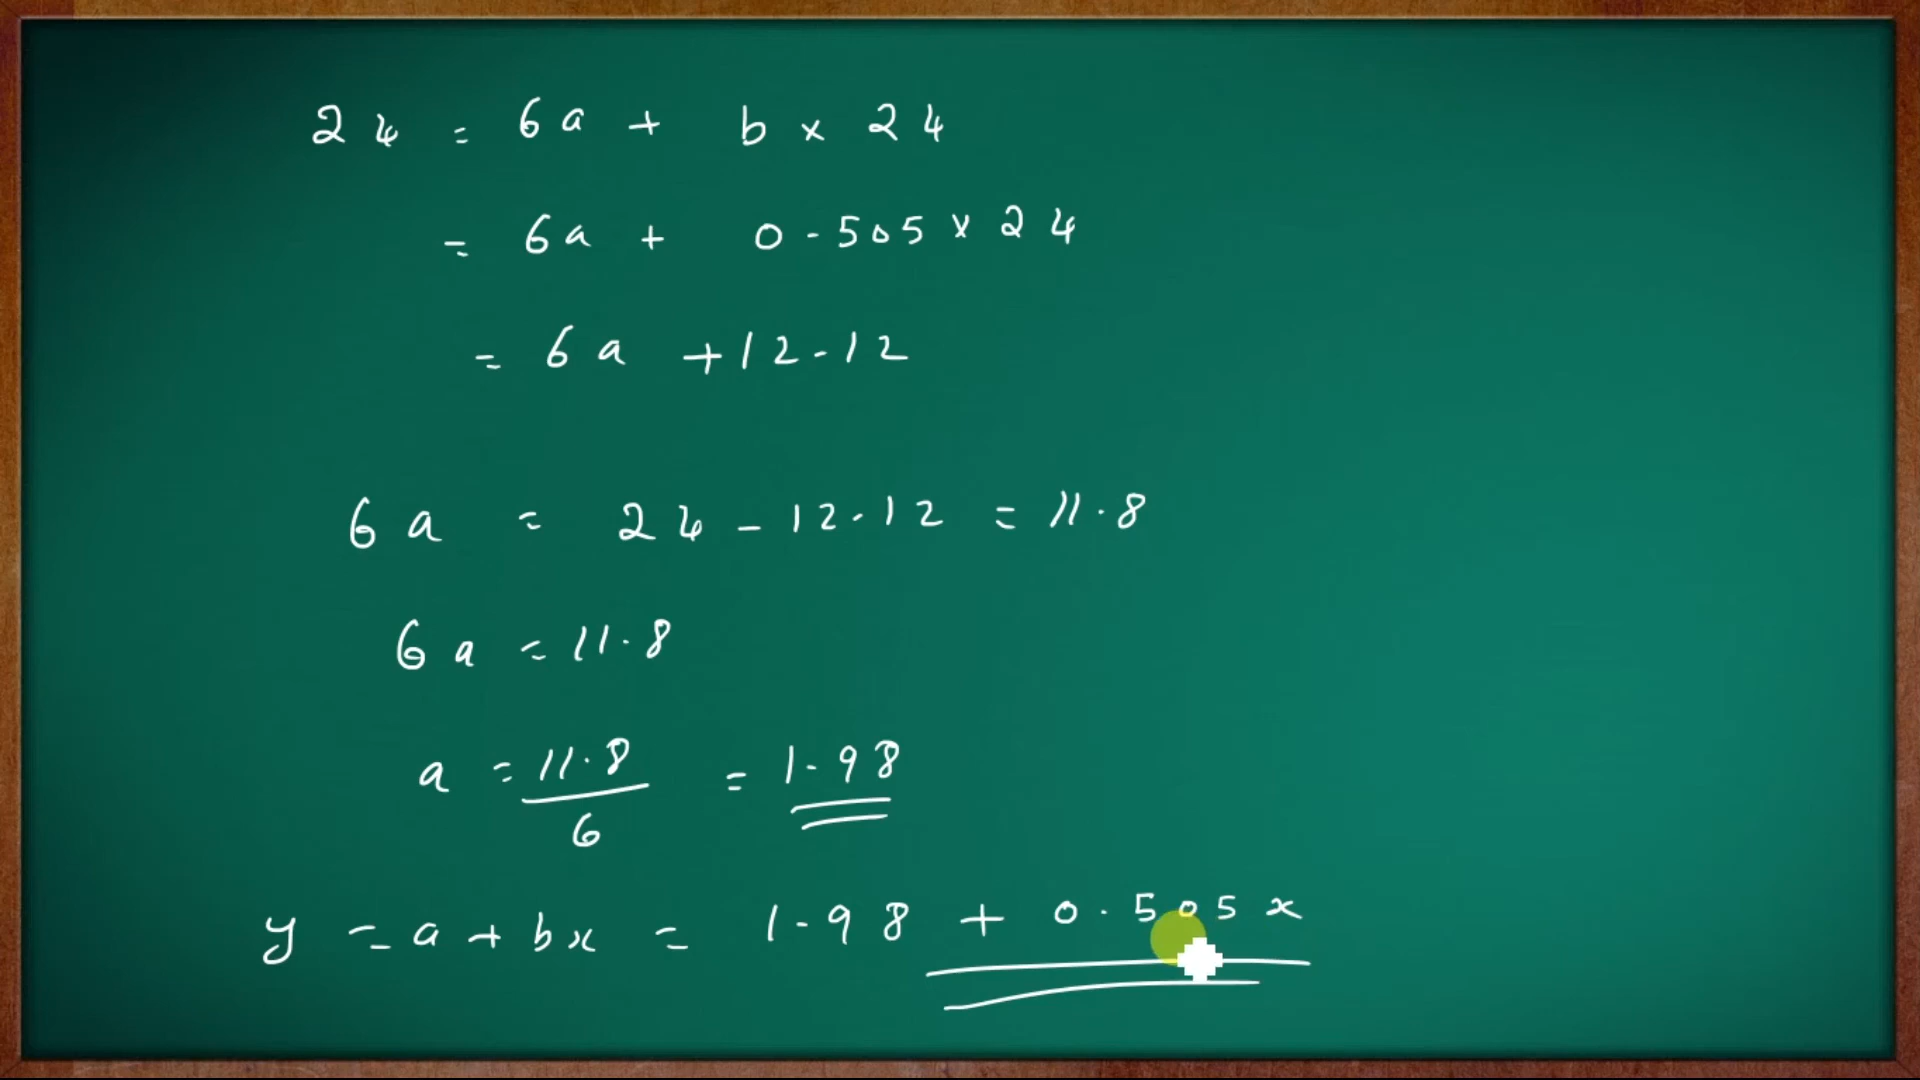 24 = 6a + b x 24
= 6a + 0.505 x 24
= 6a + 12.12
6a = 24 - 12.12 = 11.8
6a = 11.8
a = 11.8/6 = 1.98
y = a + bx = 1.98 + 0.505x